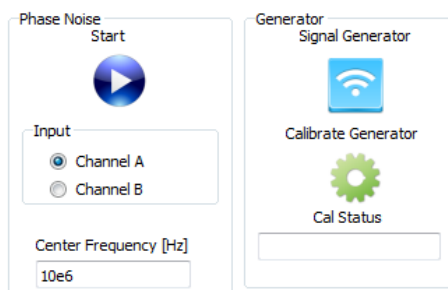 Phase Noise
Start
Input
Channel A
Channel B
Center Frequency [Hz]
10e6
Generator
Signal Generator
Calibrate Generator
Cal Status